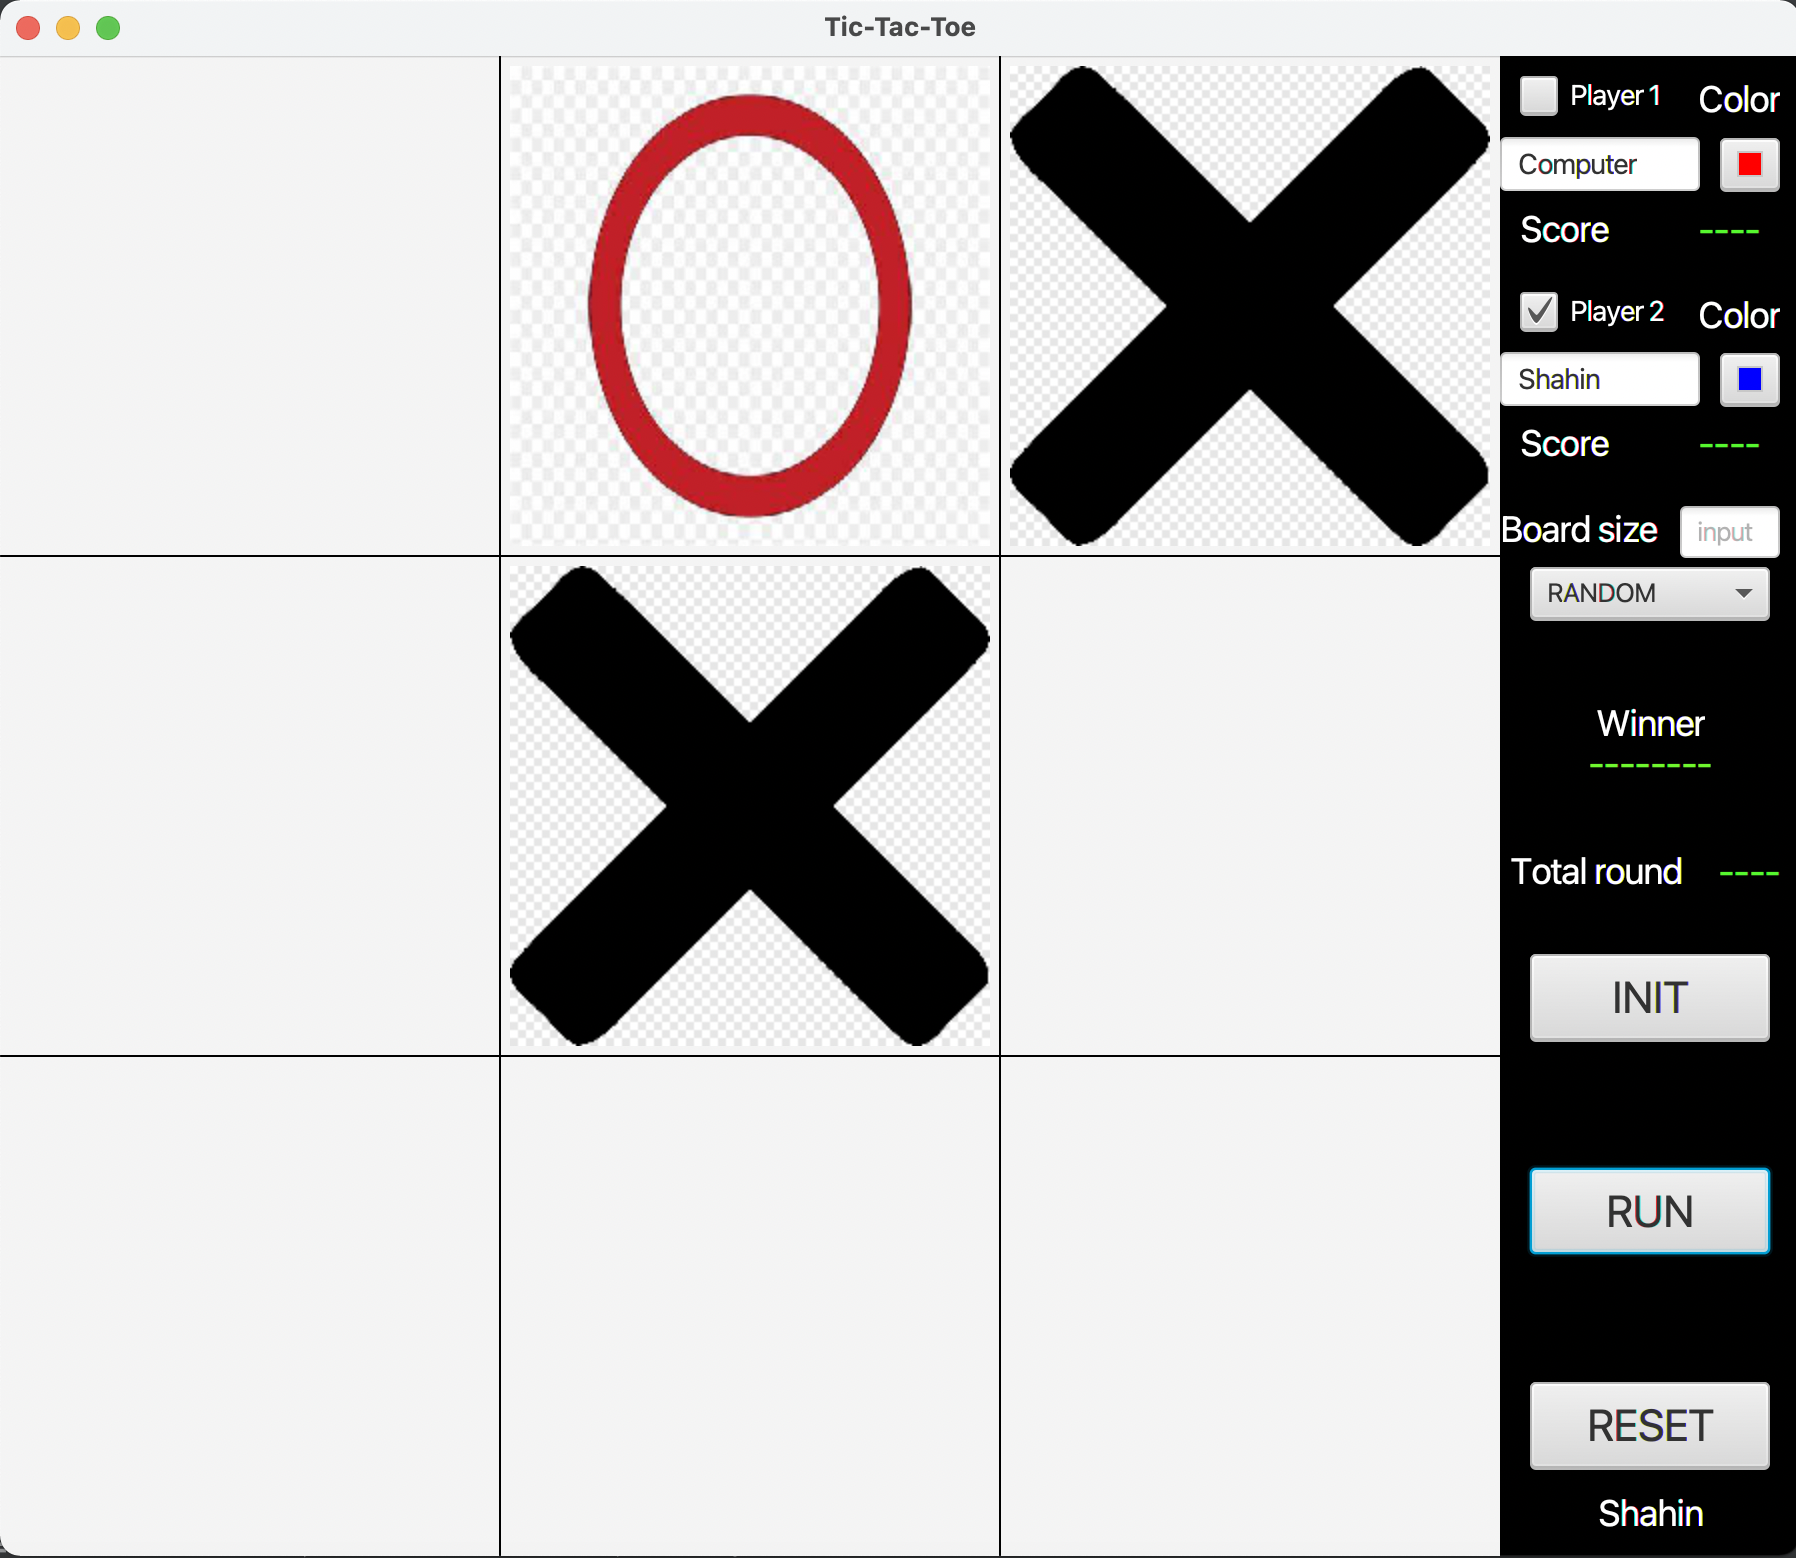 Tic-Tac-Toe
Player 1 Color
Computer
Score ----
Player 2 Color
Shahin
Score ----
Board size input
RANDOM
Winner
--------
Total round ----
INIT
RUN
RESET
Shahin